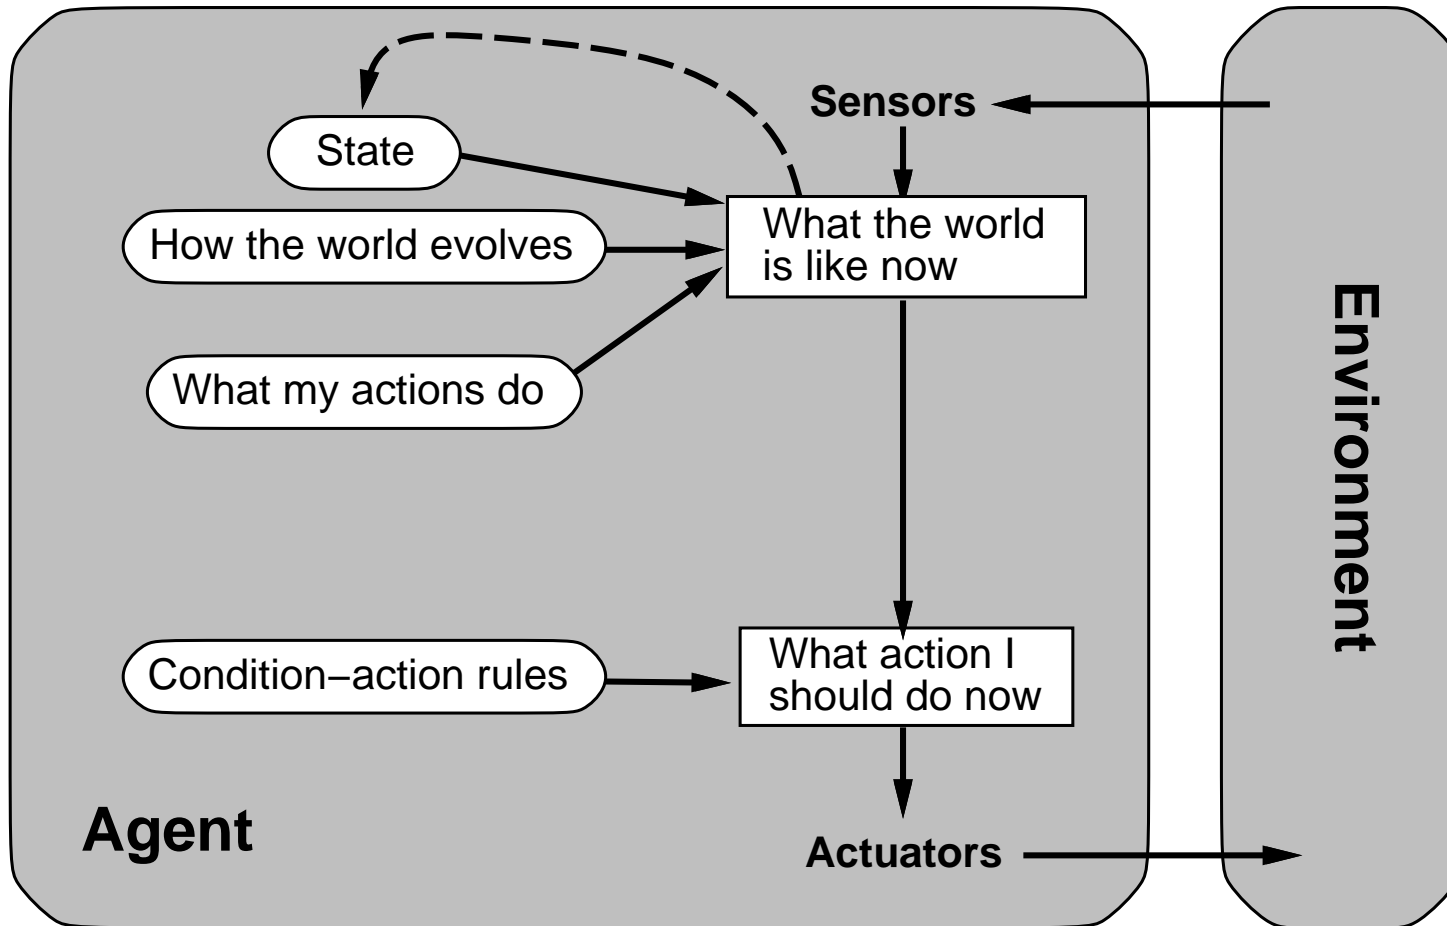 Sensors
State
What the world
is like now
How the world evolves
What my actions do
Condition−action rules
What action I
should do now
Agent
Actuators
Environment